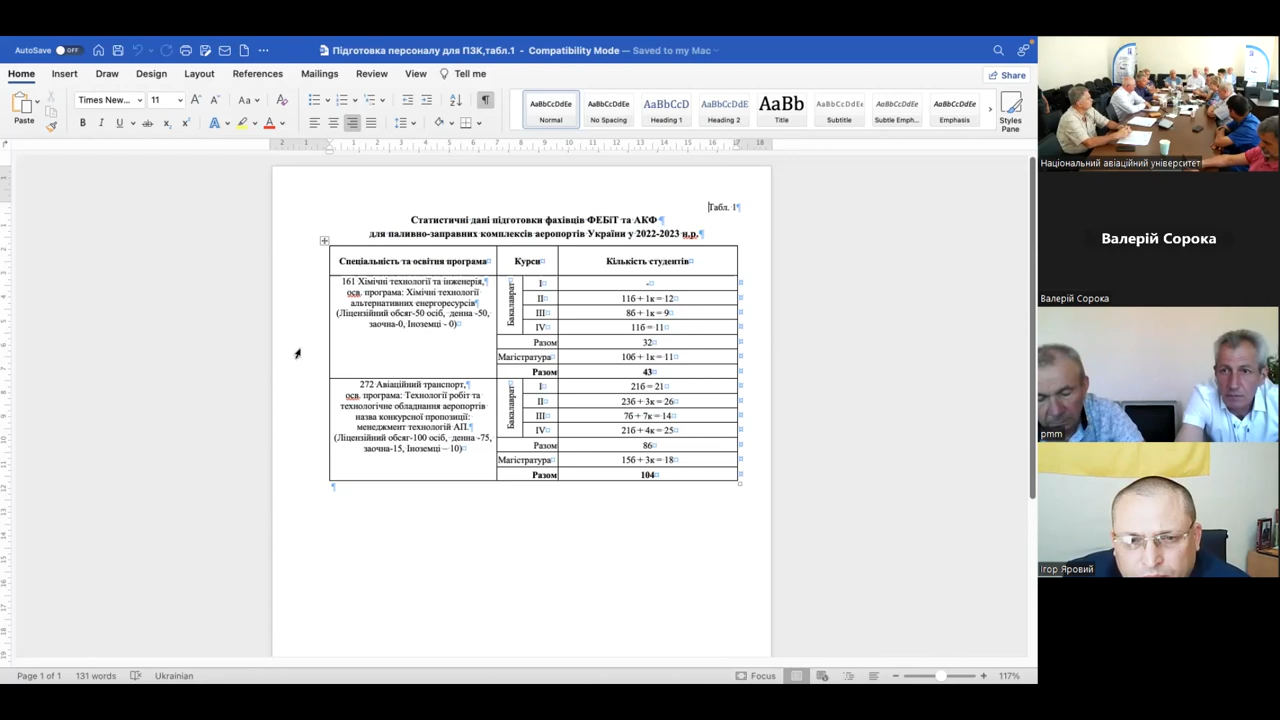 AutoSave OFF
Підготовка персоналу для ПЗК,табл.1 - Compatibility Mode — Saved to my Mac
Home Insert Draw Design Layout References Mailings Review View Tell me
Share
Paste
Times New... 11
AaBbCcDdEe AaBbCcDdEe AaBbCcD AaBbCcDdE AaBb AaBbCcDdEe AaBbCcDdEe AaBbCcDdEe
Normal No Spacing Heading 1 Heading 2 Title Subtitle Subtle Emph... Emphasis
Styles Pane
Табл. 1
Статистичні дані підготовки фахівців ФЕБіТ та АКФ
для паливно-заправних комплексів аеропортів України у 2022-2023 н.р.
Спеціальність та освітня програма Курси Кількість студентів
161 Хімічні технології та інженерія,
осв. програма: Хімічні технології
альтернативних енергоресурсів
(Ліцензійний обсяг-50 осіб, денна -50,
заочна-0, Іноземці - 0)
Бакалаврат
I -
II 11б + 1к = 12
III 8б + 1к = 9
IV 11б = 11
Разом 32
Магістратура 10б + 1к = 11
Разом 43
272 Авіаційний транспорт,
осв. програма: Технології робіт та
технологічне обладнання аеропортів
назва конкурсної пропозиції:
менеджмент технологій АП.
(Ліцензійний обсяг-100 осіб, денна -75,
заочна-15, Іноземці – 10)
Бакалаврат
I 21б = 21
II 23б + 3к = 26
III 7б + 7к = 14
IV 21б + 4к = 25
Разом 86
Магістратура 15б + 3к = 18
Разом 104
Page 1 of 1 131 words Ukrainian Focus 117%
Національний авіаційний університет
Валерій Сорока
Валерій Сорока
pmm
Ігор Яровий